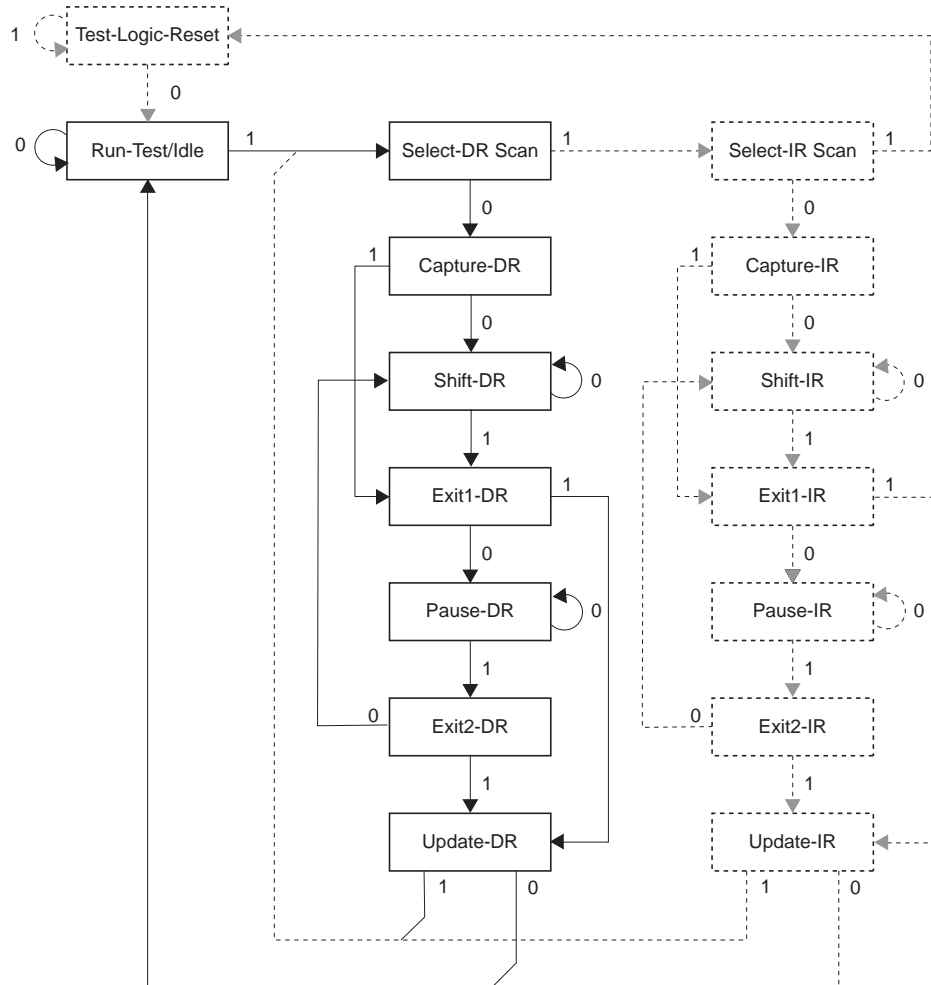 Test-Logic-Reset
1
0
0
Run-Test/Idle
1
Select-DR Scan
1
Select-IR Scan
1
0
0
1
Capture-DR
1
Capture-IR
0
0
Shift-DR
0
Shift-IR
0
1
1
Exit1-DR
1
Exit1-IR
1
0
0
Pause-DR
0
Pause-IR
0
1
1
0
Exit2-DR
0
Exit2-IR
1
1
Update-DR
Update-IR
1
0
1
0